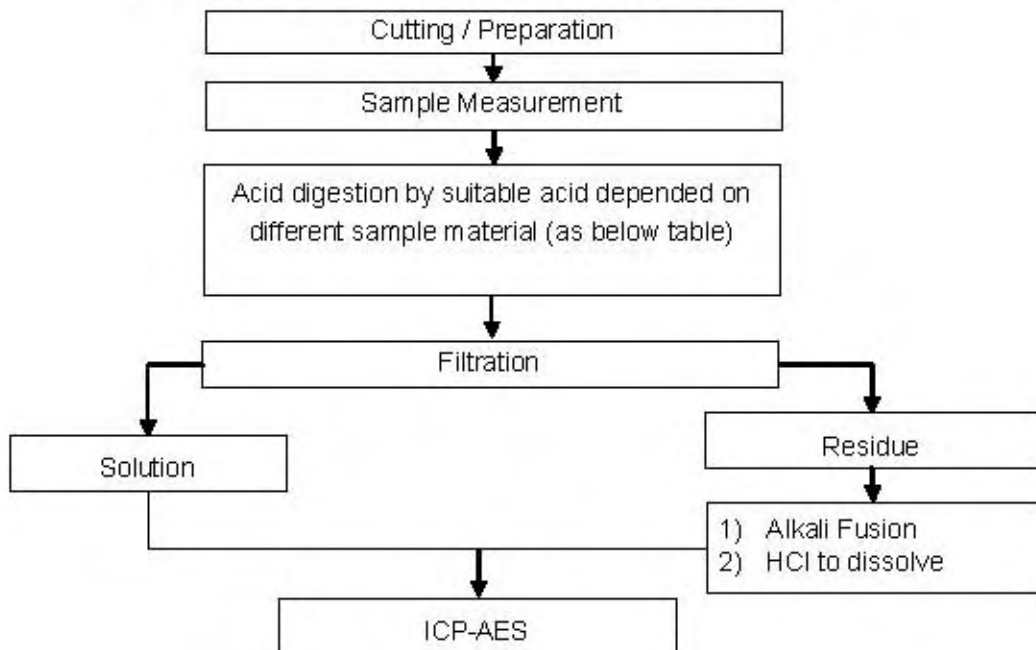 Cutting / Preparation
Sample Measurement
Acid digestion by suitable acid depended on
different sample material (as below table)
Filtration
Solution
Residue
1) Alkali Fusion
2) HCl to dissolve
ICP-AES